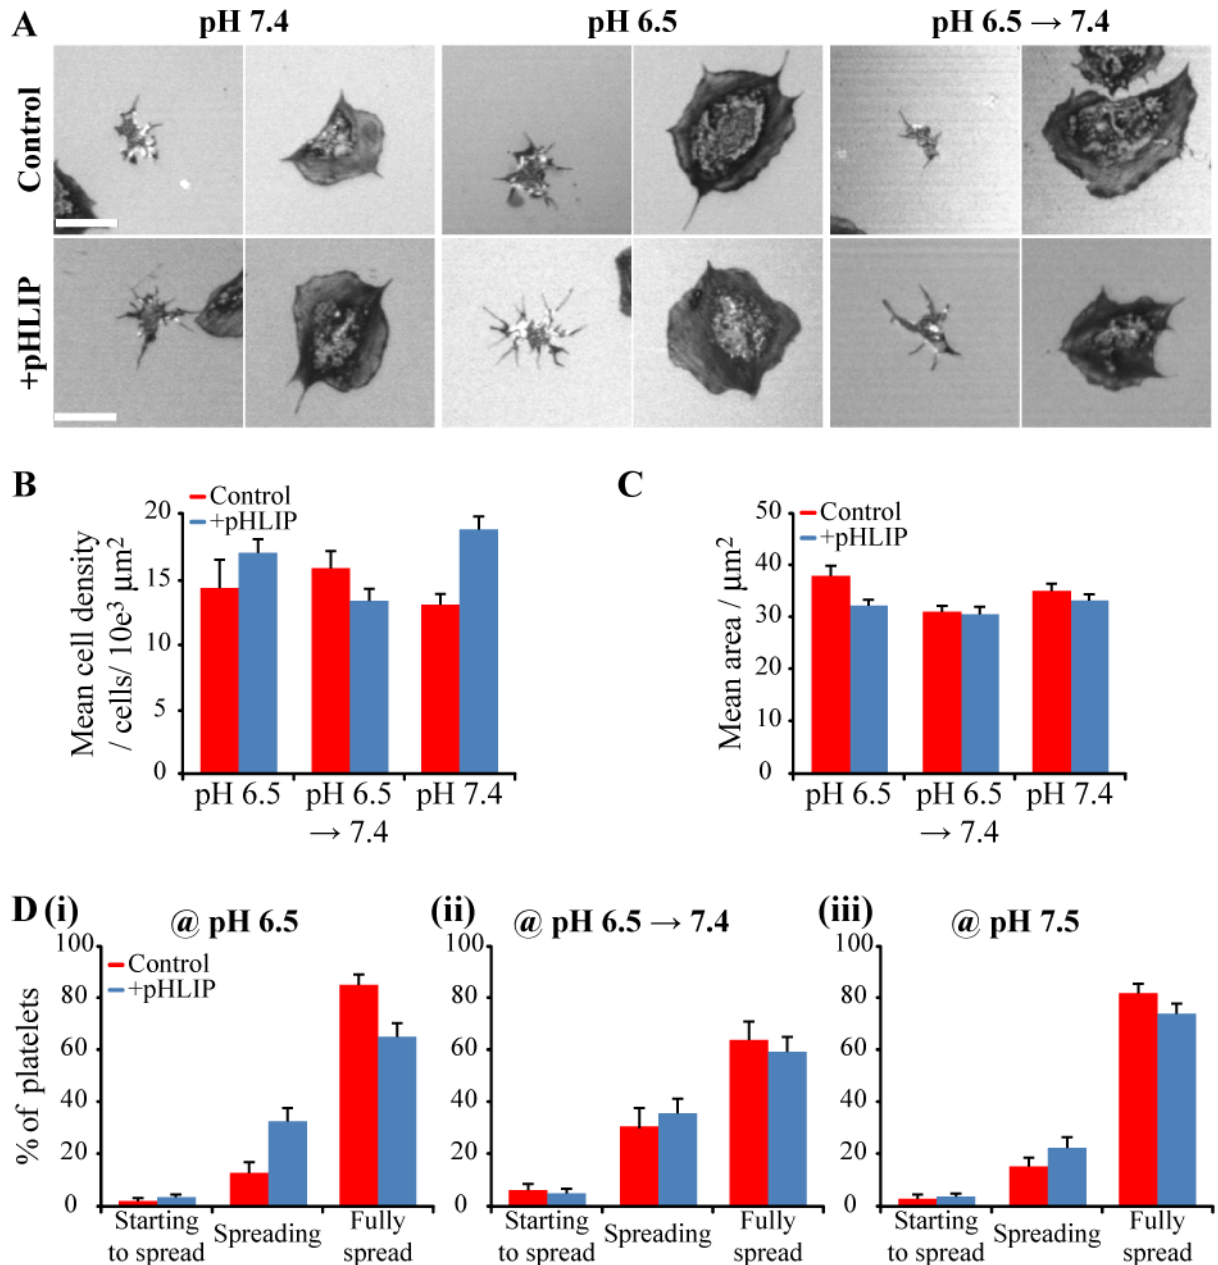 A
pH 7.4
pH 6.5
pH 6.5 → 7.4
Control
+pHLIP
B
Mean cell density
/ cells/ 10e³ µm²
20
15
10
5
0
Control
+pHLIP
pH 6.5
pH 6.5
→ 7.4
pH 7.4
C
Mean area / µm²
50
40
30
20
10
0
Control
+pHLIP
pH 6.5
pH 6.5
→ 7.4
pH 7.4
D (i)
@ pH 6.5
% of platelets
100
80
60
40
20
0
Control
+pHLIP
Starting
to spread
Spreading
Fully
spread
(ii)
@ pH 6.5 → 7.4
100
80
60
40
20
0
Starting
to spread
Spreading
Fully
spread
(iii)
@ pH 7.5
100
80
60
40
20
0
Starting
to spread
Spreading
Fully
spread